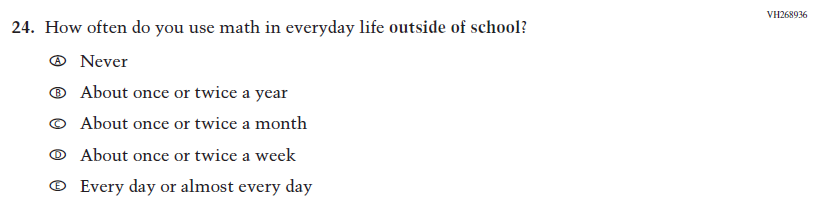 VH268936
24. How often do you use math in everyday life outside of school?
Ⓐ Never
Ⓑ About once or twice a year
Ⓒ About once or twice a month
Ⓓ About once or twice a week
Ⓔ Every day or almost every day